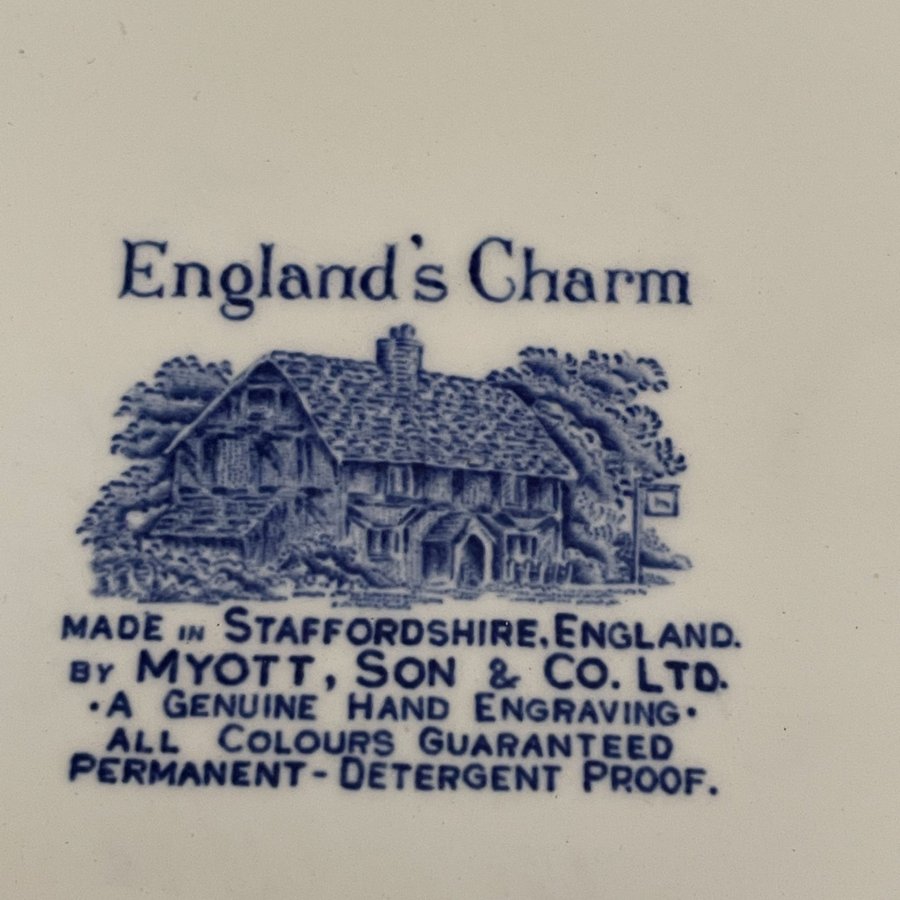 England's Charm
MADE IN STAFFORDSHIRE, ENGLAND.
BY MYOTT, SON & CO. LTD.
·A GENUINE HAND ENGRAVING·
ALL COLOURS GUARANTEED
PERMANENT-DETERGENT PROOF.